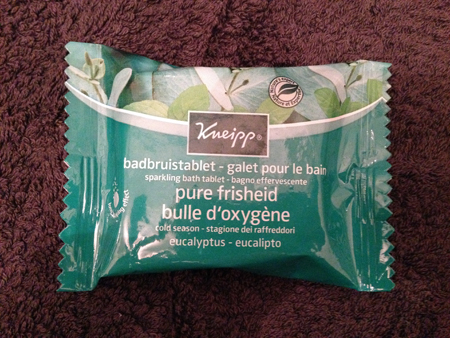 Kneipp®
badbruistablet - galet pour le bain
sparkling bath tablet - bagno effervescente
pure frisheid
bulle d'oxygène
cold season - stagione dei raffreddori
eucalyptus - eucalipto